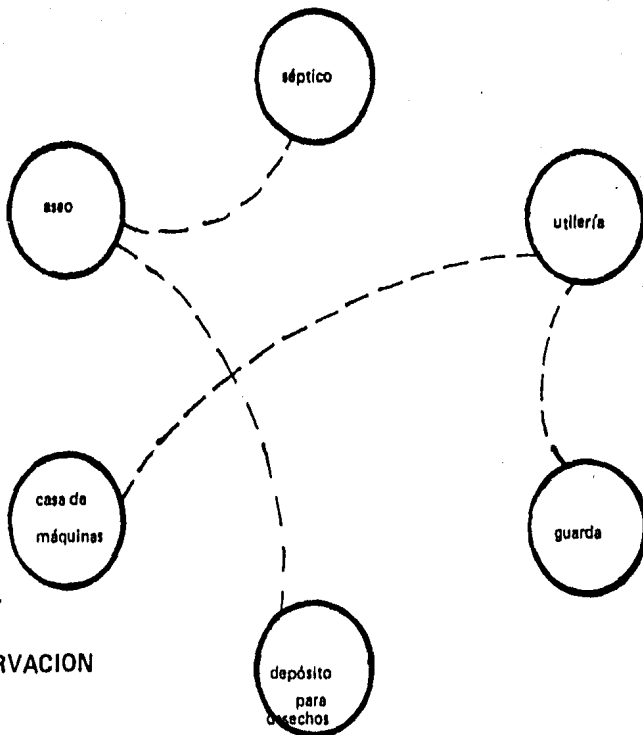 séptico
aseo
utilería
casa de
máquinas
guarda
RVACION
depósito
para
desechos